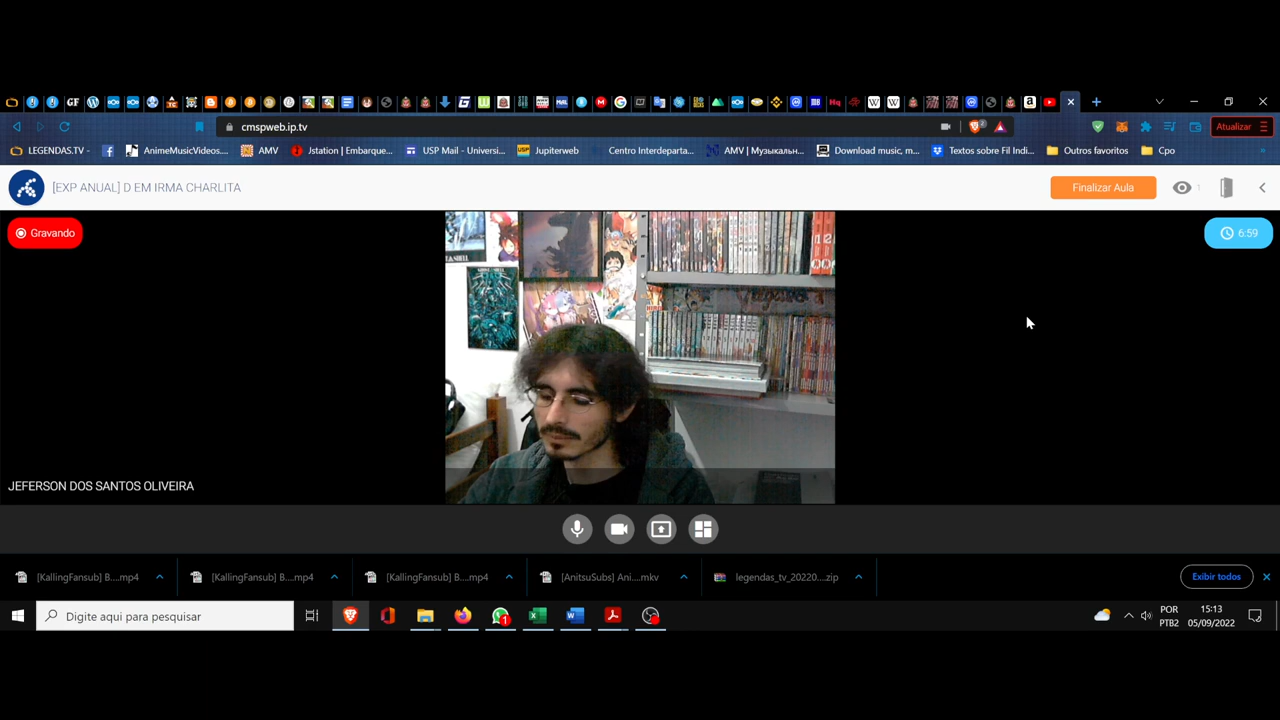 cmspweb.ip.tv
Atualizar
LEGENDAS.TV -
AnimeMusicVideos....
AMV
Jstation | Embarque...
USP Mail - Universi...
Jupiterweb
Centro Interdeparta...
AMV | Музыкальн...
Download music, m...
Textos sobre Fil Indi...
Outros favoritos
Cpo
[EXP ANUAL] D EM IRMA CHARLITA
Finalizar Aula
1
Gravando
6:59
JEFERSON DOS SANTOS OLIVEIRA
[KallingFansub] B....mp4
[KallingFansub] B....mp4
[KallingFansub] B....mp4
[AnitsuSubs] Ani....mkv
legendas_tv_20220....zip
Exibir todos
Digite aqui para pesquisar
POR
PTB2
15:13
05/09/2022